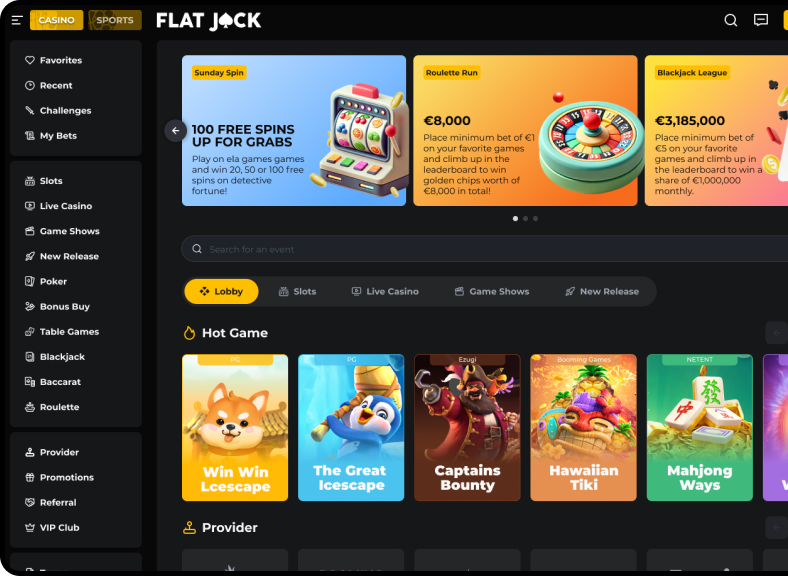 CASINO
SPORTS
FLAT JACK
Favorites
Recent
Challenges
My Bets
Slots
Live Casino
Game Shows
New Release
Poker
Bonus Buy
Table Games
Blackjack
Baccarat
Roulette
Provider
Promotions
Referral
VIP Club
Sunday Spin
100 FREE SPINS
UP FOR GRABS
Play on ela games games
and win 20, 50 or 100 free
spins on detective
fortune!
Roulette Run
€8,000
Place minimum bet of €1
on your favorite games
and climb up in the
leaderboard to win
golden chips worth of
€8,000 in total!
Blackjack League
€3,185,000
Place minimum bet of
€5 on your favorite
games and climb up in
the leaderboard to win a
share of €1,000,000
monthly.
Search for an event
Lobby
Slots
Live Casino
Game Shows
New Release
Hot Game
PG
Win Win
Lcescape
PG
The Great
Icescape
Ezugi
Captains
Bounty
Booming Games
Hawaiian
Tiki
NETENT
Mahjong
Ways
Provider